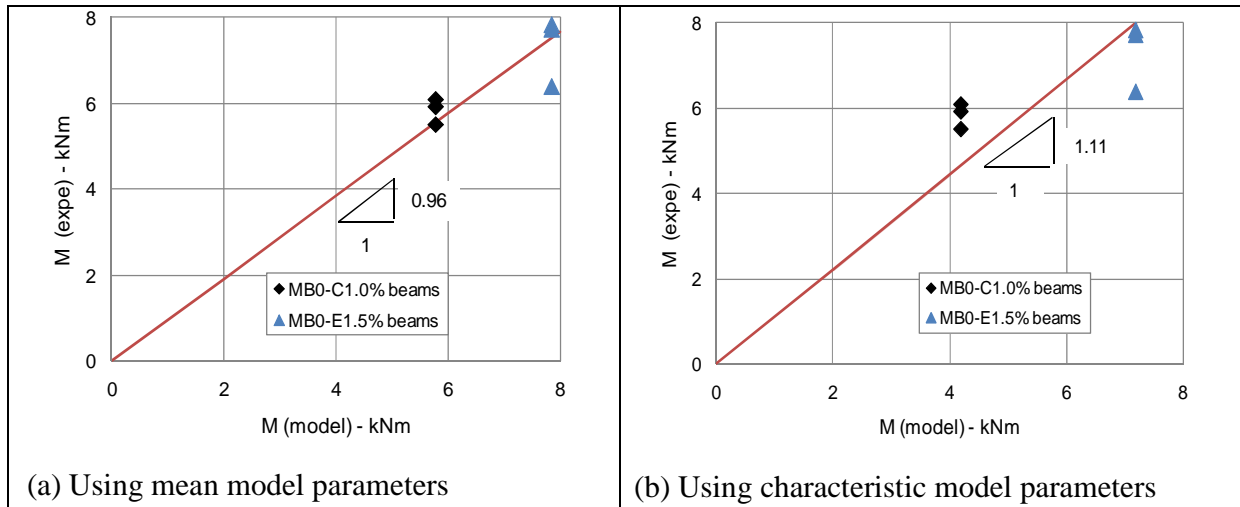 8
6
4
2
0
M (expe) - kNm
0.96
1
MB0-C1.0% beams
MB0-E1.5% beams
0 2 4 6 8
M (model) - kNm
(a) Using mean model parameters
8
6
4
2
0
M (expe) - kNm
1.11
1
MB0-C1.0% beams
MB0-E1.5% beams
0 2 4 6 8
M (model) - kNm
(b) Using characteristic model parameters